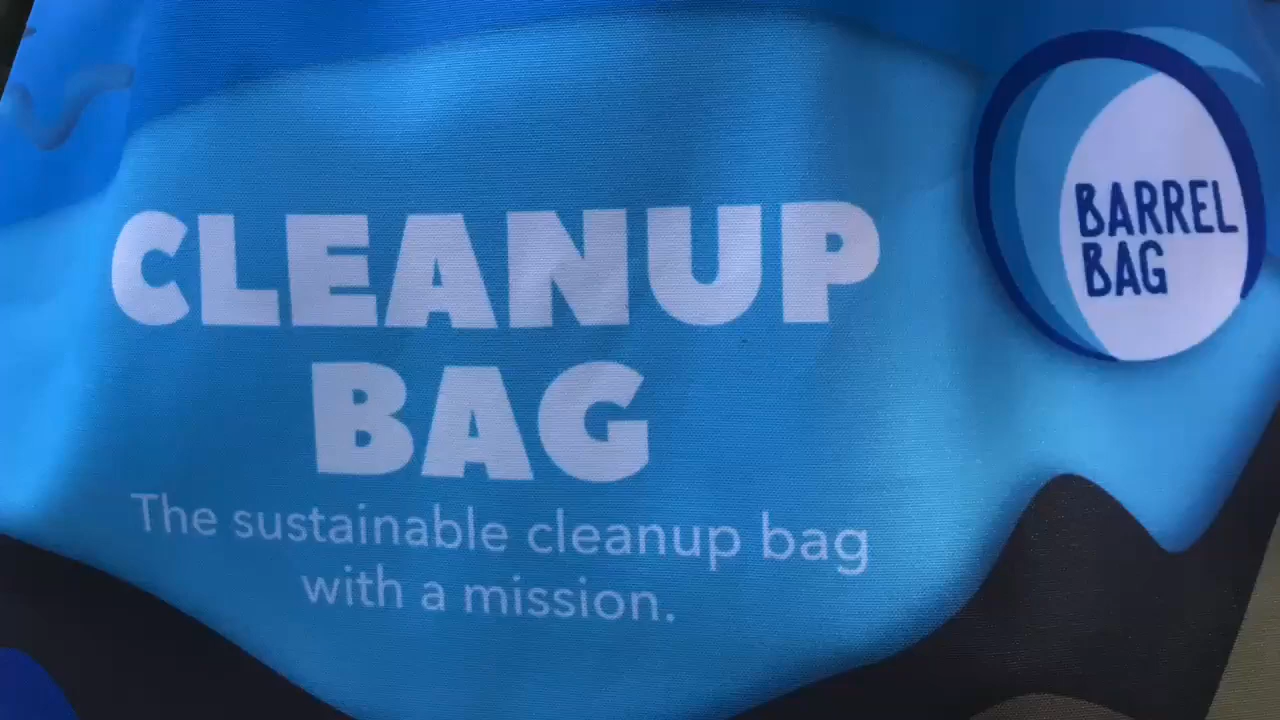 CLEANUP
BAG
The sustainable cleanup bag
with a mission.
BARREL
BAG